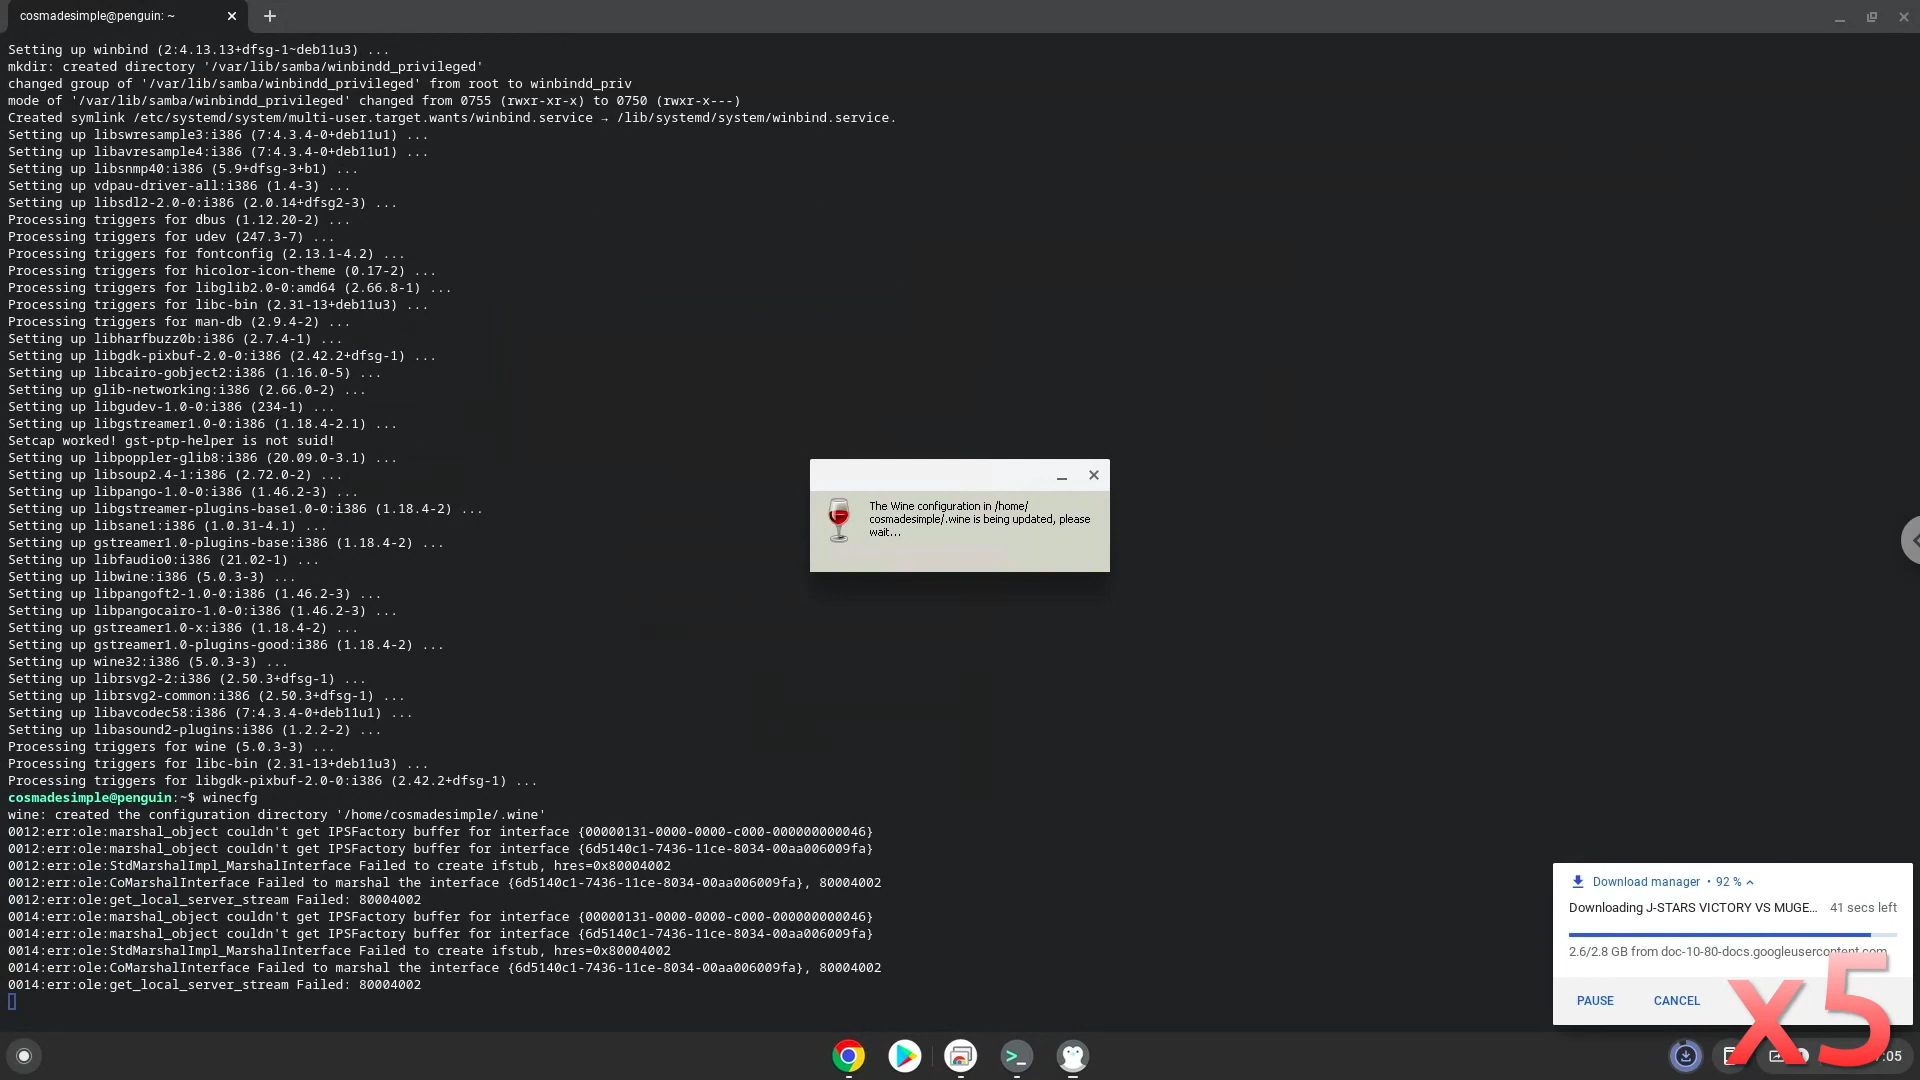 cosmadesimple@penguin: ~
Setting up winbind (2:4.13.13+dfsg-1~deb11u3) ...
mkdir: created directory '/var/lib/samba/winbindd_privileged'
changed group of '/var/lib/samba/winbindd_privileged' from root to winbindd_priv
mode of '/var/lib/samba/winbindd_privileged' changed from 0755 (rwxr-xr-x) to 0750 (rwxr-x---)
Created symlink /etc/systemd/system/multi-user.target.wants/winbind.service → /lib/systemd/system/winbind.service.
Setting up libswresample3:i386 (7:4.3.4-0+deb11u1) ...
Setting up libavresample4:i386 (7:4.3.4-0+deb11u1) ...
Setting up libsnmp40:i386 (5.9+dfsg-3+b1) ...
Setting up vdpau-driver-all:i386 (1.4-3) ...
Setting up libsdl2-2.0-0:i386 (2.0.14+dfsg2-3) ...
Processing triggers for dbus (1.12.20-2) ...
Processing triggers for udev (247.3-7) ...
Processing triggers for fontconfig (2.13.1-4.2) ...
Processing triggers for hicolor-icon-theme (0.17-2) ...
Processing triggers for libglib2.0-0:amd64 (2.66.8-1) ...
Processing triggers for libc-bin (2.31-13+deb11u3) ...
Processing triggers for man-db (2.9.4-2) ...
Setting up libharfbuzz0b:i386 (2.7.4-1) ...
Setting up libgdk-pixbuf-2.0-0:i386 (2.42.2+dfsg-1) ...
Setting up libcairo-gobject2:i386 (1.16.0-5) ...
Setting up glib-networking:i386 (2.66.0-2) ...
Setting up libgudev-1.0-0:i386 (234-1) ...
Setting up libgstreamer1.0-0:i386 (1.18.4-2.1) ...
Setcap worked! gst-ptp-helper is not suid!
Setting up libpoppler-glib8:i386 (20.09.0-3.1) ...
Setting up libsoup2.4-1:i386 (2.72.0-2) ...
Setting up libpango-1.0-0:i386 (1.46.2-3) ...
Setting up libgstreamer-plugins-base1.0-0:i386 (1.18.4-2) ...
Setting up libsane1:i386 (1.0.31-4.1) ...
Setting up gstreamer1.0-plugins-base:i386 (1.18.4-2) ...
Setting up libfaudio0:i386 (21.02-1) ...
Setting up libwine:i386 (5.0.3-3) ...
Setting up libpangoft2-1.0-0:i386 (1.46.2-3) ...
Setting up libpangocairo-1.0-0:i386 (1.46.2-3) ...
Setting up gstreamer1.0-x:i386 (1.18.4-2) ...
Setting up gstreamer1.0-plugins-good:i386 (1.18.4-2) ...
Setting up wine32:i386 (5.0.3-3) ...
Setting up librsvg2-2:i386 (2.50.3+dfsg-1) ...
Setting up librsvg2-common:i386 (2.50.3+dfsg-1) ...
Setting up libavcodec58:i386 (7:4.3.4-0+deb11u1) ...
Setting up libasound2-plugins:i386 (1.2.2-2) ...
Processing triggers for wine (5.0.3-3) ...
Processing triggers for libc-bin (2.31-13+deb11u3) ...
Processing triggers for libgdk-pixbuf-2.0-0:i386 (2.42.2+dfsg-1) ...
cosmadesimple@penguin:~$ winecfg
wine: created the configuration directory '/home/cosmadesimple/.wine'
0012:err:ole:marshal_object couldn't get IPSFactory buffer for interface {00000131-0000-0000-c000-000000000046}
0012:err:ole:marshal_object couldn't get IPSFactory buffer for interface {6d5140c1-7436-11ce-8034-00aa006009fa}
0012:err:ole:StdMarshalImpl_MarshalInterface Failed to create ifstub, hres=0x80004002
0012:err:ole:CoMarshalInterface Failed to marshal the interface {6d5140c1-7436-11ce-8034-00aa006009fa}, 80004002
0012:err:ole:get_local_server_stream Failed: 80004002
0014:err:ole:marshal_object couldn't get IPSFactory buffer for interface {00000131-0000-0000-c000-000000000046}
0014:err:ole:marshal_object couldn't get IPSFactory buffer for interface {6d5140c1-7436-11ce-8034-00aa006009fa}
0014:err:ole:StdMarshalImpl_MarshalInterface Failed to create ifstub, hres=0x80004002
0014:err:ole:CoMarshalInterface Failed to marshal the interface {6d5140c1-7436-11ce-8034-00aa006009fa}, 80004002
0014:err:ole:get_local_server_stream Failed: 80004002
The Wine configuration in /home/
cosmadesimple/.wine is being updated, please
wait...
Download manager • 92 %
Downloading J-STARS VICTORY VS MUGE... 41 secs left
2.6/2.8 GB from doc-10-80-docs.googleusercontent.com
PAUSE CANCEL
x5
:05